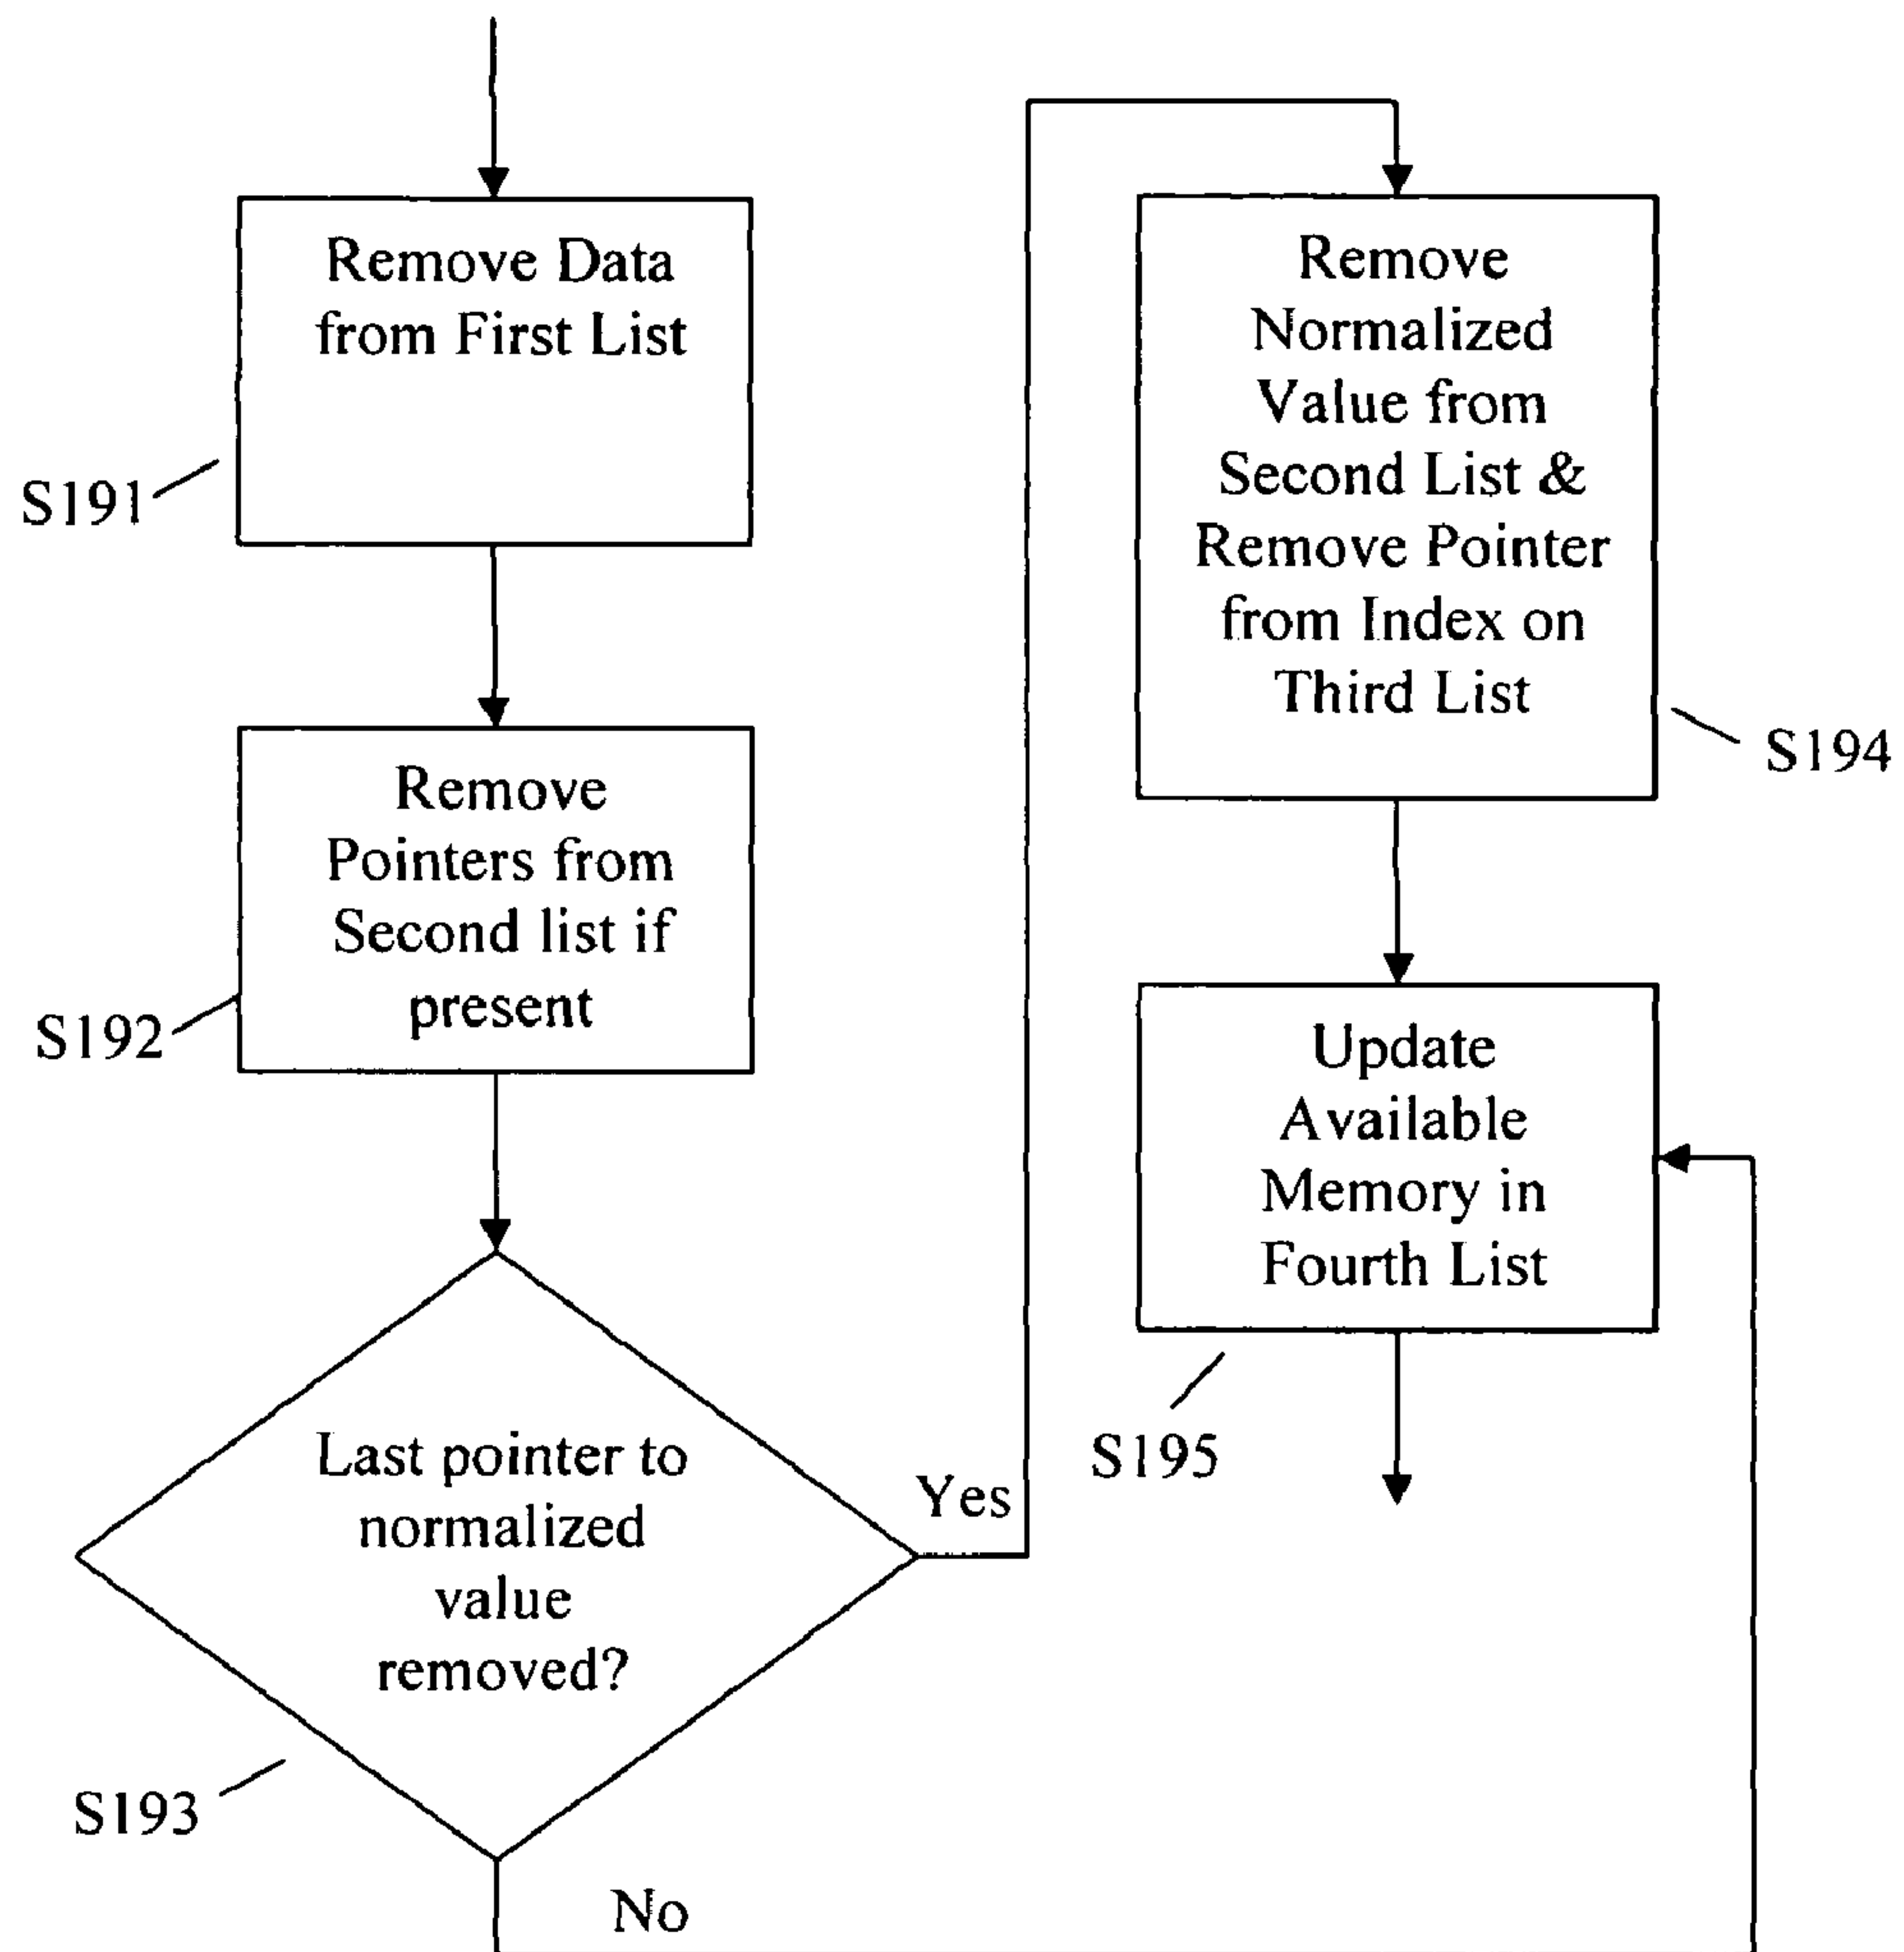 Remove Data
from First List
S191
Remove
Pointers from
Second list if
present
S192
Last pointer to
normalized
value
removed?
S193
Yes
No
Remove
Normalized
Value from
Second List &
Remove Pointer
from Index on
Third List
S194
Update
Available
Memory in
Fourth List
S195